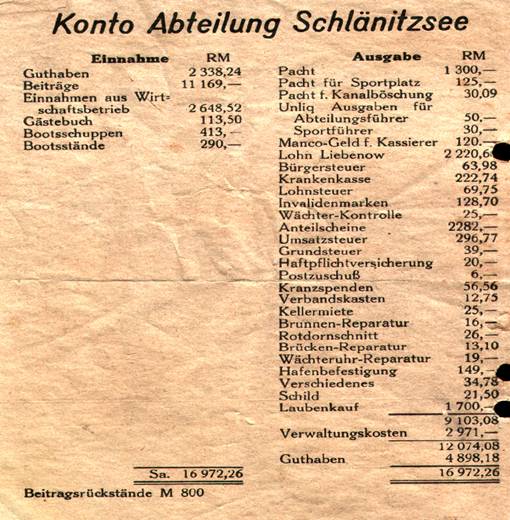 Konto Abteilung Schlänitzsee
Einnahme RM
Guthaben 2 338,24
Beiträge 11 169,—
Einnahmen aus Wirt=
schaftsbetrieb 2 648,52
Gästebuch 113,50
Bootsschuppen 413,—
Bootsstände 290,—
Sa. 16 972,26
Beitragsrückstände M 800
Ausgabe RM
Pacht 1 300,—
Pacht für Sportplatz 125,—
Pacht f. Kanalböschung 30,09
Unliq Ausgaben für
Abteilungsführer 50,—
Sportführer 30,—
Manco-Geld f. Kassierer 120,—
Lohn Liebenow
Bürgersteuer 63,98
Krankenkasse 222,74
Lohnsteuer 69,75
Invalidenmarken 128,70
Wächter-Kontrolle 25,—
Anteilscheine 2282,—
Umsatzsteuer 296,77
Grundsteuer 39,—
Haftpflichtversicherung 20,—
Postzuschuß 6,—
Kranzspenden 56,56
Verbandskasten 12,75
Kellermiete 25,—
Brunnen-Reparatur 16,—
Rotdornschnitt 26,—
Brücken-Reparatur 13,10
Wächteruhr-Reparatur 19,—
Hafenbefestigung 149,—
Verschiedenes 34,78
Schild 21,50
Laubenkauf 1 700,—
9 103,08
Verwaltungskosten 2 971,—
12 074,08
Guthaben 4 898,18
16 972,26